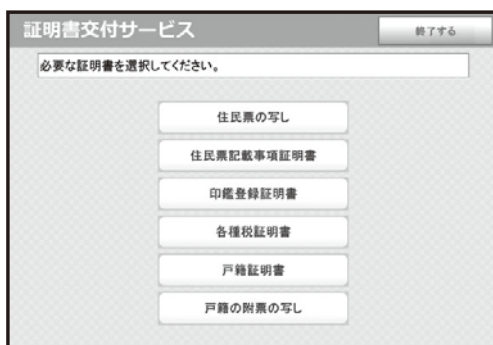 証明書交付サービス
終了する
必要な証明書を選択してください。
住民票の写し
住民票記載事項証明書
印鑑登録証明書
各種税証明書
戸籍証明書
戸籍の附票の写し